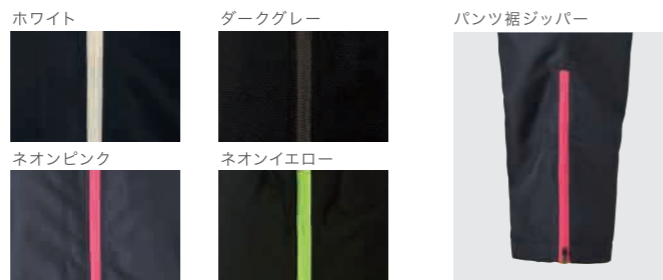 ホワイト
ダークグレー
パンツ裾ジッパー
ネオンピンク
ネオンイエロー